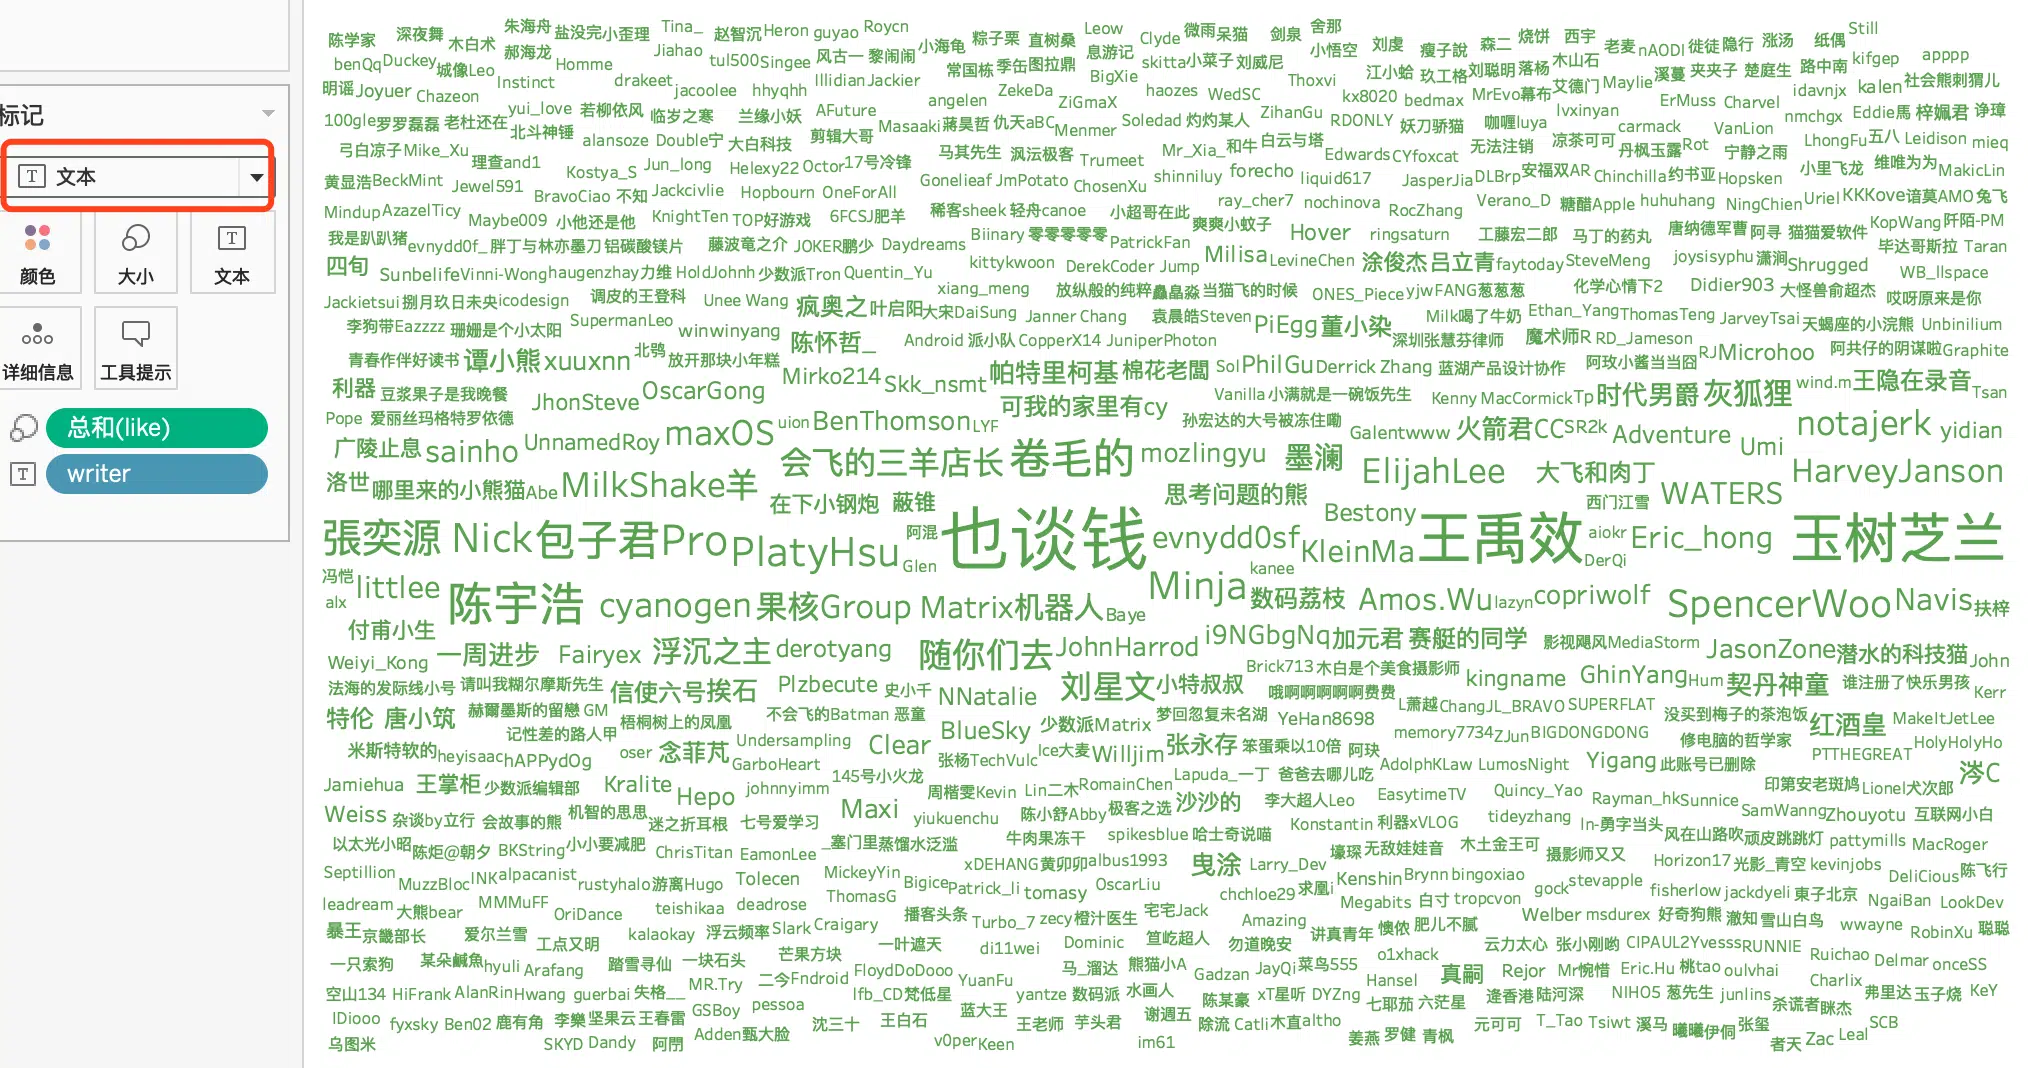 标记
文本
颜色 大小 文本
详细信息 工具提示
总和(like)
writer
陈学家 深夜舞 木白术 朱海舟 郝海龙 盐没完小歪理 Tina_ Jiahao 赵智沉 Heron guyao Roycn 小海龟 粽子栗 直树桑 Leow 息游记 Clyde 微雨呆猫 剑泉 舍那 小悟空 刘虔 瘦子說 森二 烧饼 西宇 老麦 nAODI 徙徒隐行 涨汤 纸偶 Still
benQq Duckey 城像Leo Instinct Homme drakeet tul500 Singee 风古一 黎闹闹 常国栋 季缶图拉鼎 BigXie skitta 小菜子 刘威尼 Thoxvi 江小蛤 玖工格 刘聪明 落杨 木山石 艾德门 Maylie 溪蔓 夹夹子 楚庭生 路中南 kifgep apppp
明谣 Joyuer Chazeon yui_love 若柳依风 jacoolee hhyqhh Illidian Jackier angelen ZekeDa ZiGmaX haozes WedSC ZihanGu kx8020 bedmax MrEvo 幕布 lvxinyan ErMuss Charvel idavnjx kalen 社会熊刺猬儿
100gle 罗罗磊磊 老杜还在 北斗神锤 alansoze 临岁之寒 Double宁 兰缘小妖 大白科技 AFuture 剪辑大哥 Masaaki 蔣昊哲 仇天aBC Menmer Soledad 灼灼某人 RDONLY 妖刀骄猫 咖喱luya 凉茶可可 carmack VanLion nmchgx Eddie馬 梓姵君 诤璋
弓白凉子 Mike_Xu 理查and1 Kostya_S Jun_long Helexy22 Octor 17号冷锋 马其先生 沨沄极客 Trumeet Mr_Xia_ 和牛 白云与塔 Edwards CYfoxcat 无法注销 丹枫玉露 Rot 宁静之雨 LhongFu 五八 Leidison mieq
黄显浩 BeckMint Jewel591 BravoCiao 不知 Jackcivlie Hopbourn OneForAll Gonelieaf JmPotato ChosenXu shinniluy forecho liquid617 JasperJia DLBrp 安福双AR Chinchilla 约书亚 Hopsken 小里飞龙 维唯为为 MakicLin
Mindup AzazelTicy Maybe009 小他还是他 KnightTen TOP好游戏 6FCSJ肥羊 稀客sheek 轻舟canoe 小超哥在此 爽爽小蚊子 ray_cher7 nochinova RocZhang Verano_D 糖醋Apple huhuhang NingChien Uriel KKKove 谙莫AMO 兔飞
我是趴趴猪 evnydd0f_ 胖丁与林亦墨刀 铝碳酸镁片 藤波竜之介 JOKER鹏少 Daydreams Biinary 零零零零零 PatrickFan Milisa Hover ringsaturn 工藤宏二郎 马丁的药丸 唐纳德军曹 阿寻 猫猫爱软件 KopWang 阡陌-PM 毕达哥斯拉 Taran
四旬 Sunbelife Vinni-Wong haugenzhay 力维 HoldJohnh 少数派Tron Quentin_Yu kittykwoon DerekCoder Jump LevineChen 涂俊杰 吕立青 faytoday SteveMeng joysisyphu 潇涧 Shrugged WB_llspace
Jackietsui 捌月玖日未央 icodesign 调皮的王登科 Unee Wang 疯奥之 叶启阳 大宋DaiSung xiang_meng Janner Chang 放纵般的纯粹 当猫飞的时候 袁晨皓Steven ONES_Piece yjwFANG 葱葱葱 Ethan_Yang 化学心情下2 Didier903 大怪兽俞超杰 哎呀原来是你
李狗带Eazzzz 珊珊是个小太阳 SupermanLeo winwinyang 陈怀哲_ Android 派小队 CopperX14 JuniperPhoton PiEgg 董小染 Milk喝了牛奶 深圳张慧芬律师 魔术师R RD_Jameson ThomasTeng JarveyTsai 天蝎座的小浣熊 Unbinilium
青春作伴好读书 谭小熊 xuuxnn 北鸮 放开那块小年糕 Mirko214 Skk_nsmt 帕特里柯基 棉花老闆 Sol PhilGu Derrick Zhang 蓝湖产品设计协作 阿玫小酱当当囧 RJ Microhoo 阿共仔的阴谋啦 Graphite
利器 豆浆果子是我晚餐 JhonSteve OscarGong 可我的家里有cy Vanilla 小满就是一碗饭先生 Kenny MacCormick Tp 时代男爵 灰狐狸 wind.m 王隐在录音 Tsan
Pope 爱丽丝玛格特罗依德 uion BenThomson LYF 孙宏达的大号被冻住嘞 Galentwww 火箭君CC SR2k Adventure Umi notajerk yidian
广陵止息 sainho UnnamedRoy maxOS 会飞的三羊店长 卷毛的 mozlingyu 墨澜 ElijahLee 大飞和肉丁 HarveyJanson
洛世 哪里来的小熊猫 Abe MilkShake羊 在下小钢炮 蔽锥 思考问题的熊 Bestony 西门江雪 WATERS
張奕源 Nick 包子君Pro PlatyHsu 阿混 Glen 也谈钱 evnydd0sf KleinMa 王禹效 aiokr DerQi Eric_hong 玉树芝兰
冯恺 alx littlee 陈宇浩 cyanogen 果核Group Matrix机器人 Baye Minja kanee 数码荔枝 Amos.Wu lazyn copriwolf SpencerWoo Navis 扶梓
付甫小生 Weiyi_Kong 一周进步 Fairyex 浮沉之主 derotyang 随你们去 JohnHarrod i9NGbgNq 加元君 赛艇的同学 影视飓风MediaStorm JasonZone 潜水的科技猫 John
法海的发际线小号 请叫我糊尔摩斯先生 信使六号 挨石 Plzbecute 史小千 NNatalie 刘星文 小特叔叔 Brick713 木白是个美食摄影师 哦啊啊啊啊啊费费 kingname GhinYang Hum 契丹神童 谁注册了快乐男孩 Kerr
特伦 唐小筑 赫爾墨斯的留戀 GM 梧桐树上的凤凰 不会飞的Batman 恶童 BlueSky 少数派Matrix 梦回忽复未名湖 YeHan8698 L萧越 ChangJL_BRAVO SUPERFLAT 没买到梅子的茶泡饭 红酒皇 MakeItJetLee
米斯特软的 heyisaac 记性差的路人甲 hAPPydOg oser 念菲芃 Undersampling GarboHeart Clear 张杨TechVulc Ice大麦 Willjim 张永存 笨蛋乘以10倍 阿玦 memory7734 ZJun BIGDONGDONG 修电脑的哲学家 PTTHEGREAT HolyHolyHo
Jamiehua 王掌柜 少数派编辑部 Kralite Hepo johnnyimm 145号小火龙 周楷雯Kevin Lin二木 RomainChen Lapuda_一丁 爸爸去哪儿吃 AdolphKLaw LumosNight Yigang 此账号已删除 印第安老斑鸠 Lionel 犬次郎 涔C
Weiss 杂谈by立行 会故事的熊 机智的思思 迷之折耳根 七号爱学习 Maxi yiukuenchu 陈小舒Abby 极客之选 沙沙的 李大超人Leo EasytimeTV Quincy_Yao Rayman_hk Sunnice SamWanng Zhouyotu 互联网小白
以太光小昭 陈炬@朝夕 BKString 小小要减肥 ChrisTitan EamonLee _塞门里 蒸馏水泛滥 牛肉果冻干 spikesblue 哈士奇说喵 Konstantin 利器xVLOG tideyzhang In-勇字当头 风在山路吹 顽皮跳跳灯 pattymills MacRoger
Septillion MuzzBloc INK alpacanist rustyhalo 游离Hugo Tolecen MickeyYin xDEHANG 黄卯卯 albus1993 曳涂 Larry_Dev 壕琛 无敌娃娃音 木土金王可 摄影师又又 Horizon17 光影_青空 kevinjobs DeliCious 陈飞行
leadream 大熊bear MMMuFF OriDance teishikaa deadrose ThomasG Bigice Patrick_li tomasy OscarLiu chchloe29 求凰i Kenshin Brynn bingoxiao gock stevapple fisherlow jackdyeli 東子北京 NgaiBan LookDev
暴王 京畿部长 爱尔兰雪 工点又明 kalaokay 浮云频率 Slark Craigary 播客头条 Turbo_7 zecy 橙汁医生 宅宅Jack Amazing Megabits 白寸 tropcvon Welber msdurex 好奇狗熊 澈知 雪山白鸟 wwayne RobinXu 聪聪
一只索狗 某朵鹹魚 hyuli Arafang 踏雪寻仙 一块石头 芒果方块 一叶遮天 di11wei Dominic 笪屹超人 勿道晚安 讲真青年 懊侬 肥儿不腻 o1xhack 云力太心 张小刚哟 CIPAUL2 Yvesss RUNNIE Ruichao Delmar onceSS
空山134 HiFrank AlanRin Hwang guerbai 失格__ MR.Try 二今Fndroid FloydDoDooo YuanFu 马_溜达 熊猫小A Gadzan JayQi 菜鸟555 Hansel 真嗣 Rejor Mr惋惜 Eric.Hu 桃tao oulvhai Charlix 弗里达 玉子烧 KeY
IDiooo fyxsky Ben02 鹿有角 李樂 坚果云 王春雷 GSBoy pessoa lfb_CD 梵低星 蓝大王 yantze 数码派 水画人 陈某豪 xT星听 DYZng 七耶茄 六茫星 逄香港 陆河深 NIHO5 葱先生 junlins 杀谎者 眯杰
乌图米 SKYD Dandy 阿閇 Adden 甄大脸 沈三十 王白石 v0per Keen 王老师 芋头君 im61 谢週五 除流 Catli 木直altho 姜燕 罗健 青枫 元可可 T_Tao Tsiwt 溪马 曦曦伊侗 张玺 者天 Zac Leal SCB